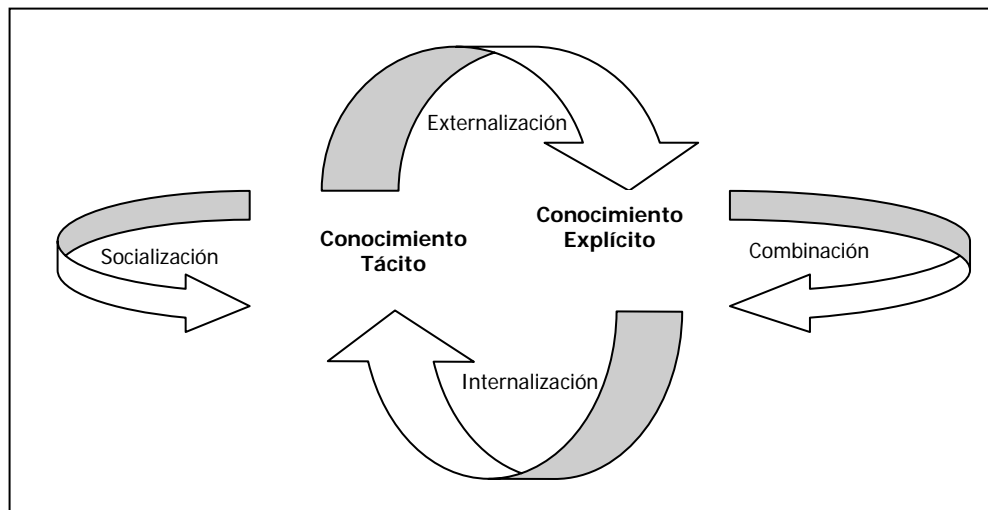 Externalización
Conocimiento
Explícito
Conocimiento
Tácito
Socialización
Combinación
Internalización